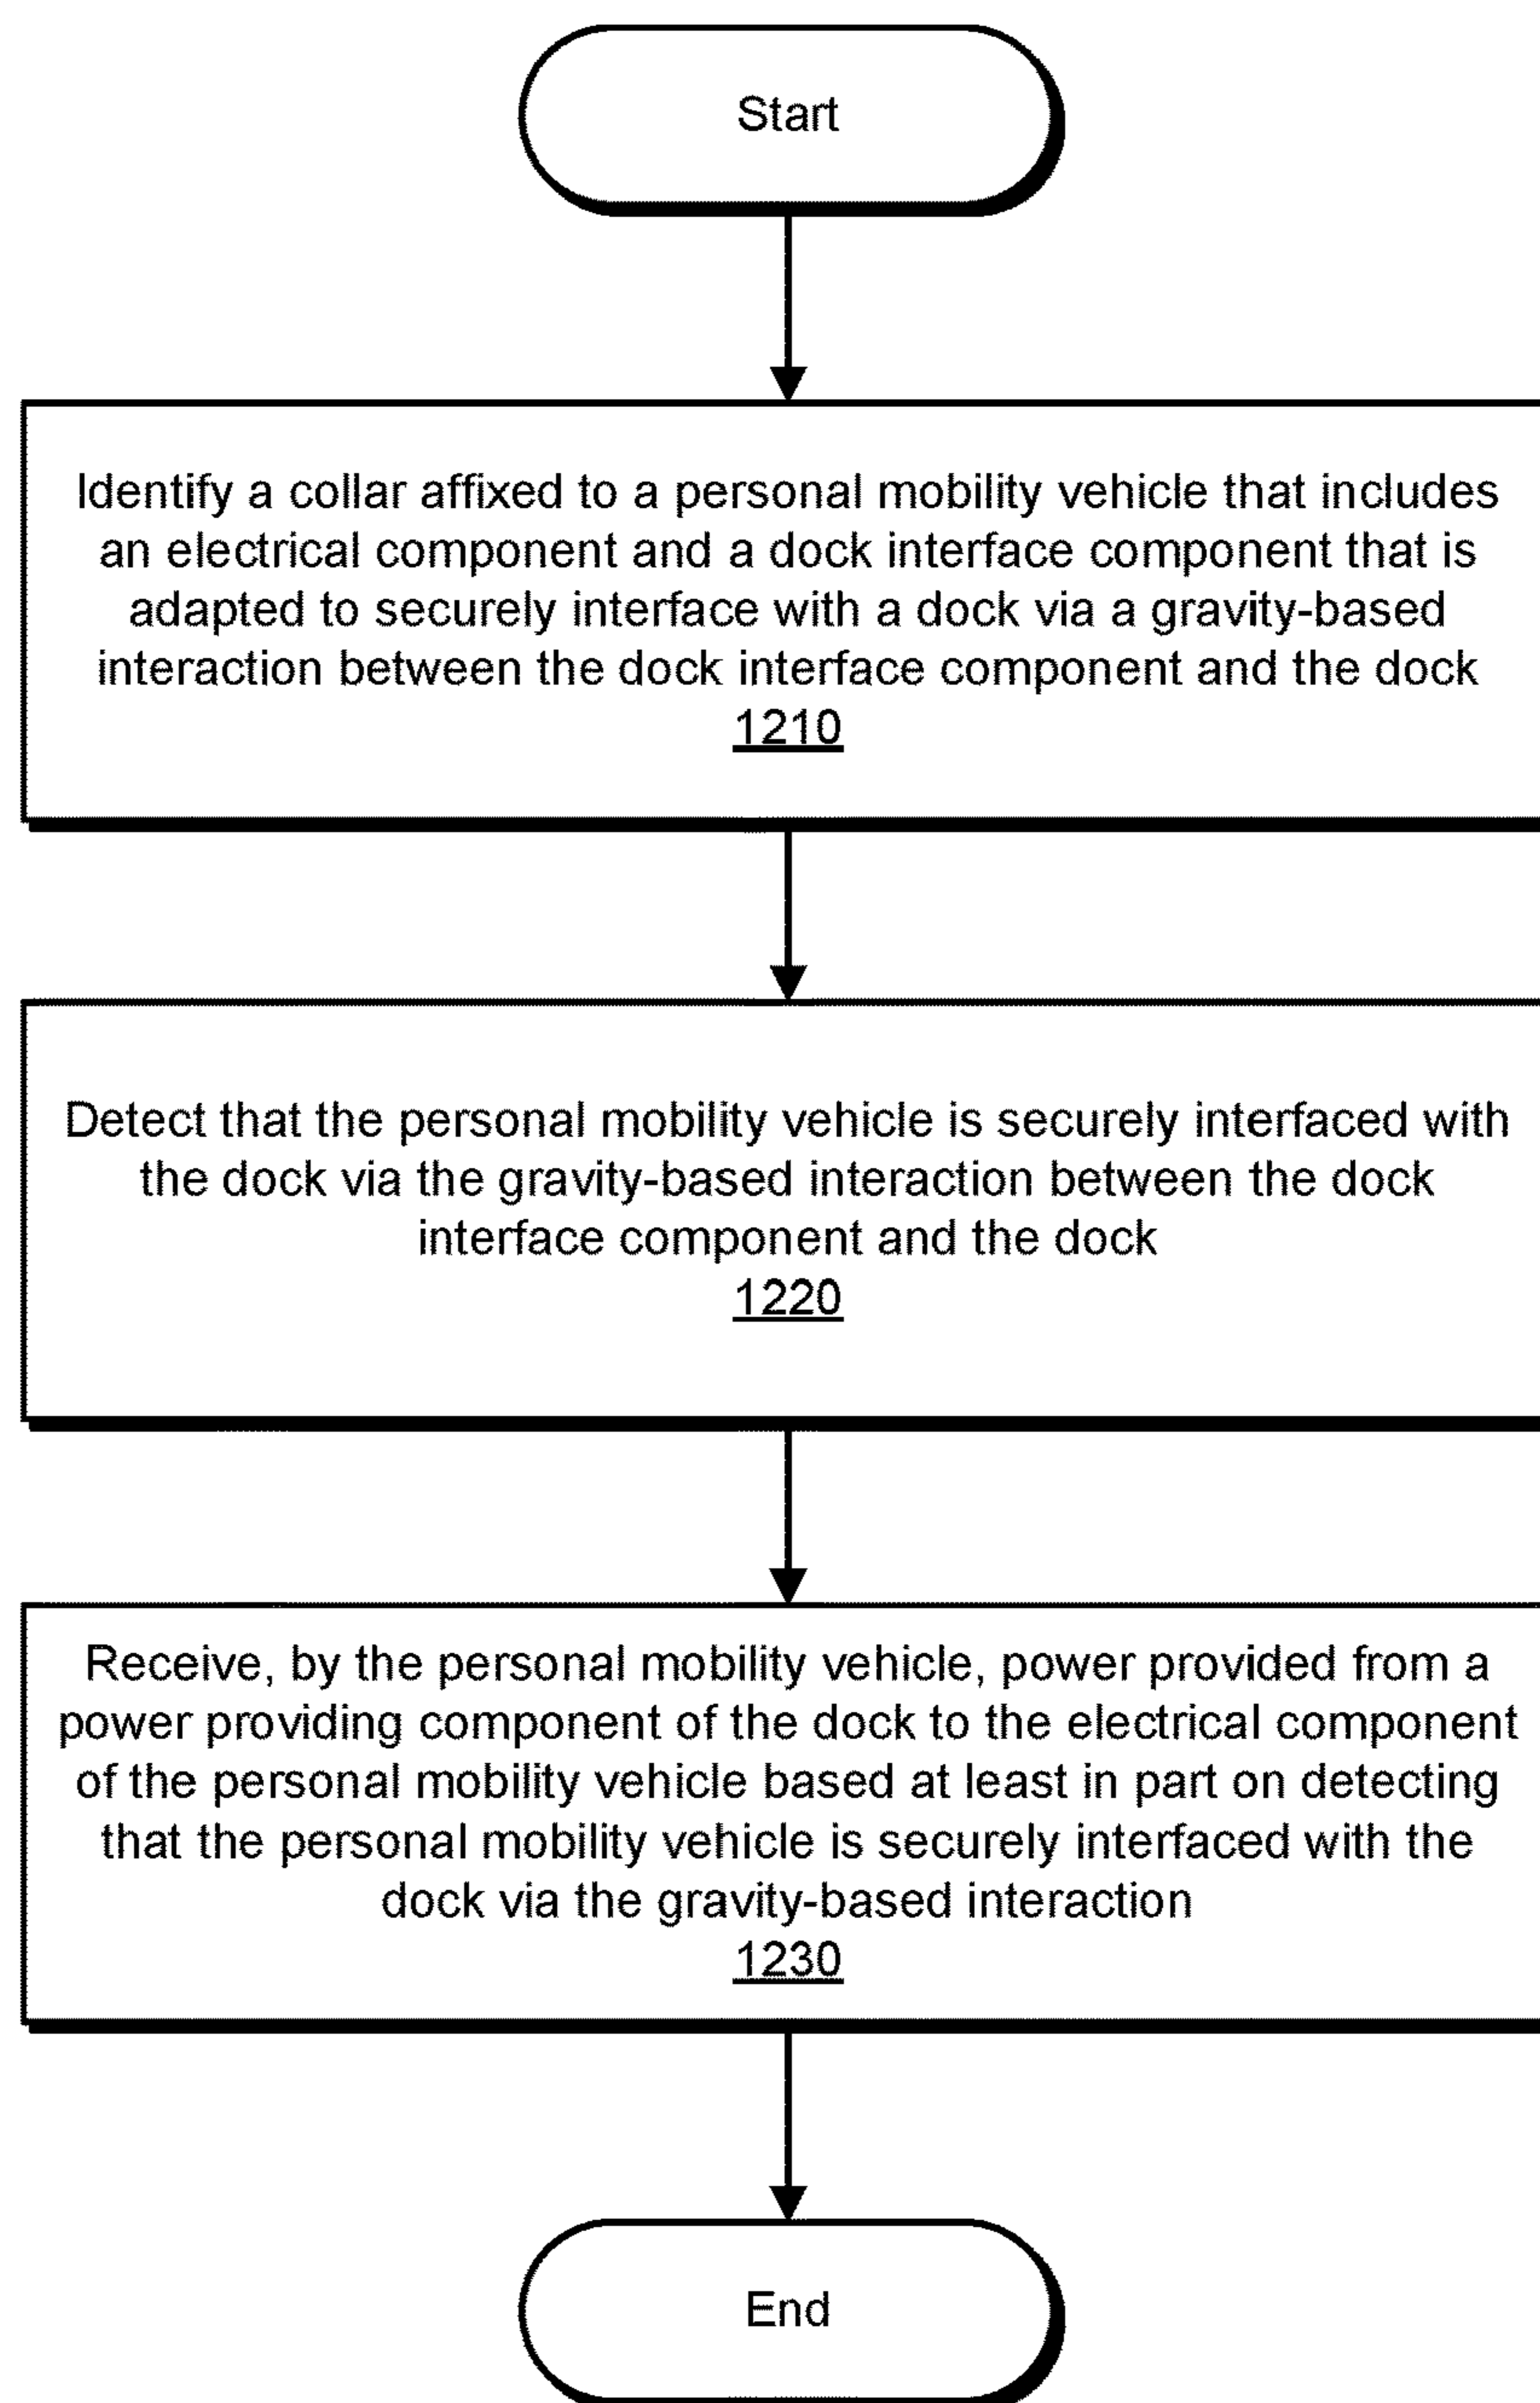 Start
Identify a collar affixed to a personal mobility vehicle that includes
an electrical component and a dock interface component that is
adapted to securely interface with a dock via a gravity-based
interaction between the dock interface component and the dock
1210
Detect that the personal mobility vehicle is securely interfaced with
the dock via the gravity-based interaction between the dock
interface component and the dock
1220
Receive, by the personal mobility vehicle, power provided from a
power providing component of the dock to the electrical component
of the personal mobility vehicle based at least in part on detecting
that the personal mobility vehicle is securely interfaced with the
dock via the gravity-based interaction
1230
End